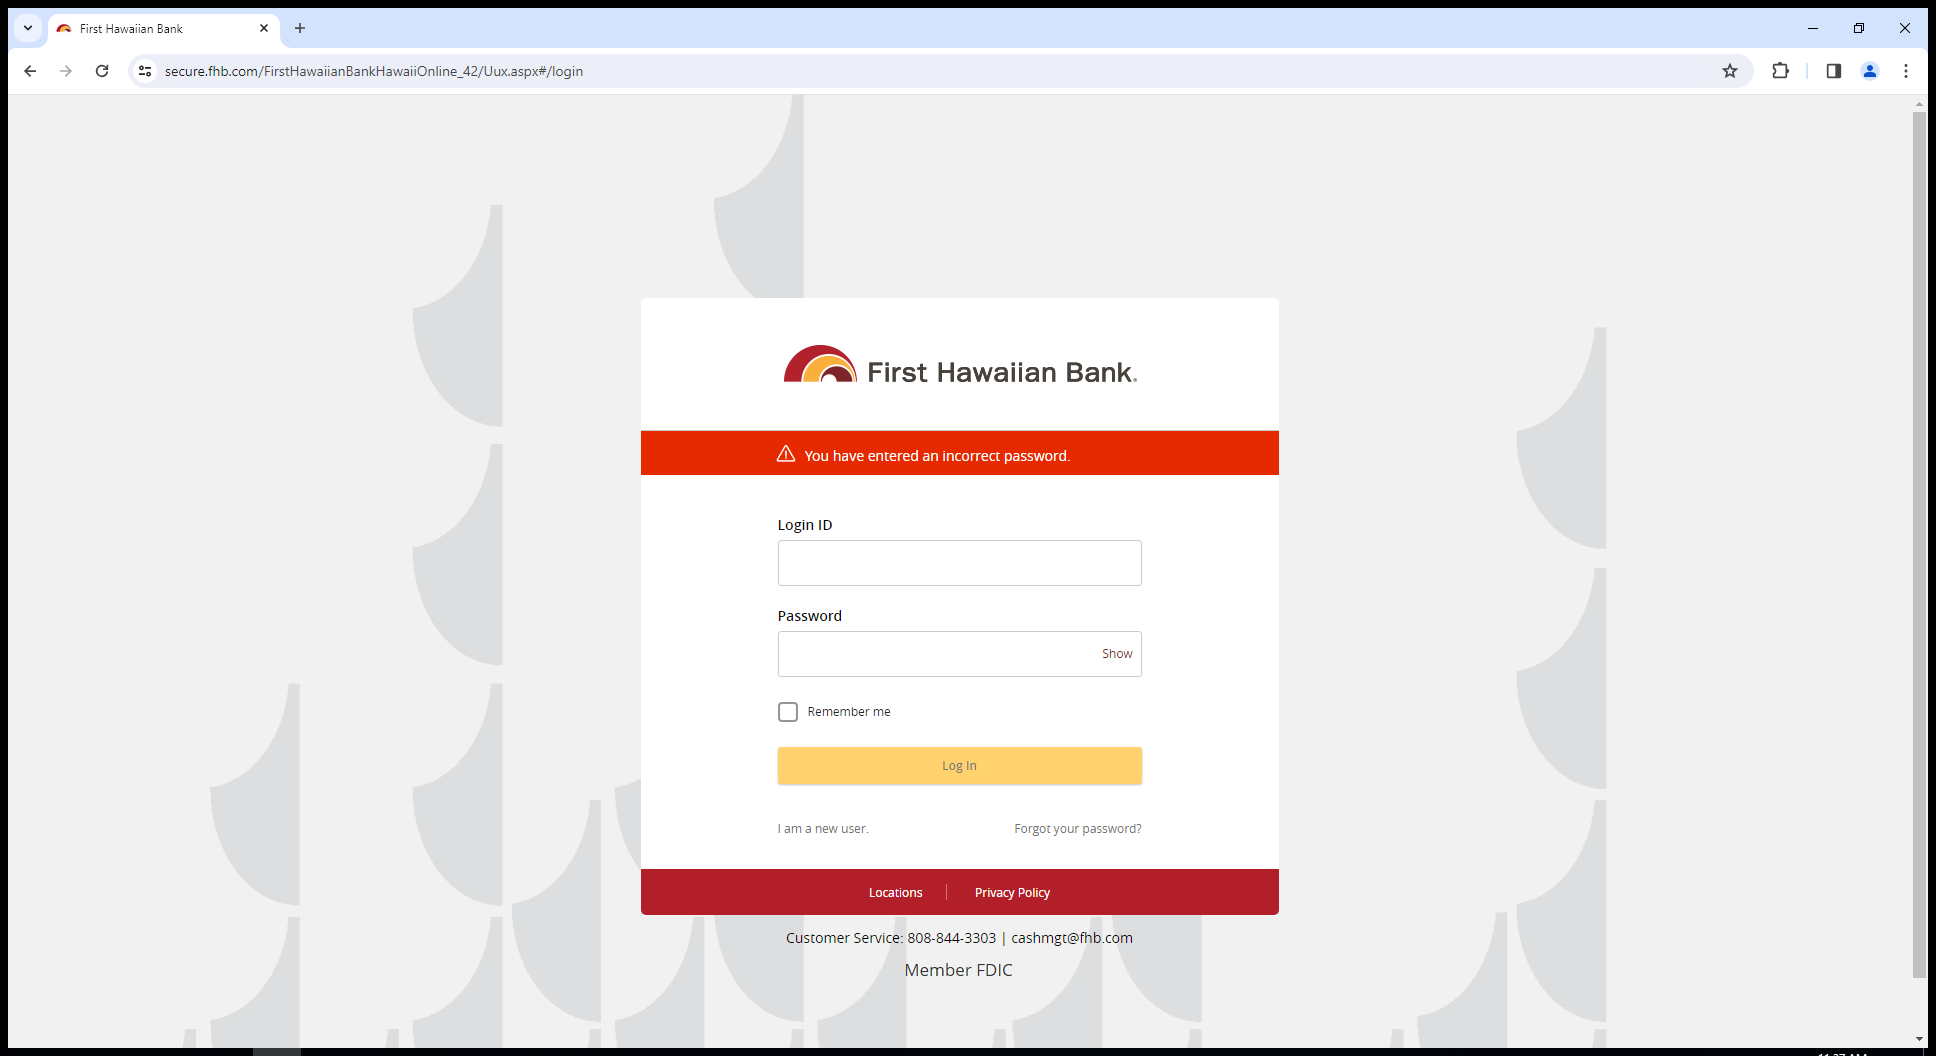 First Hawaiian Bank
secure.fhb.com/FirstHawaiianBankHawaiiOnline_42/Uux.aspx#/login
First Hawaiian Bank.
You have entered an incorrect password.
Login ID
Password
Show
Remember me
Log In
I am a new user. Forgot your password?
Locations | Privacy Policy
Customer Service: 808-844-3303 | cashmgt@fhb.com
Member FDIC